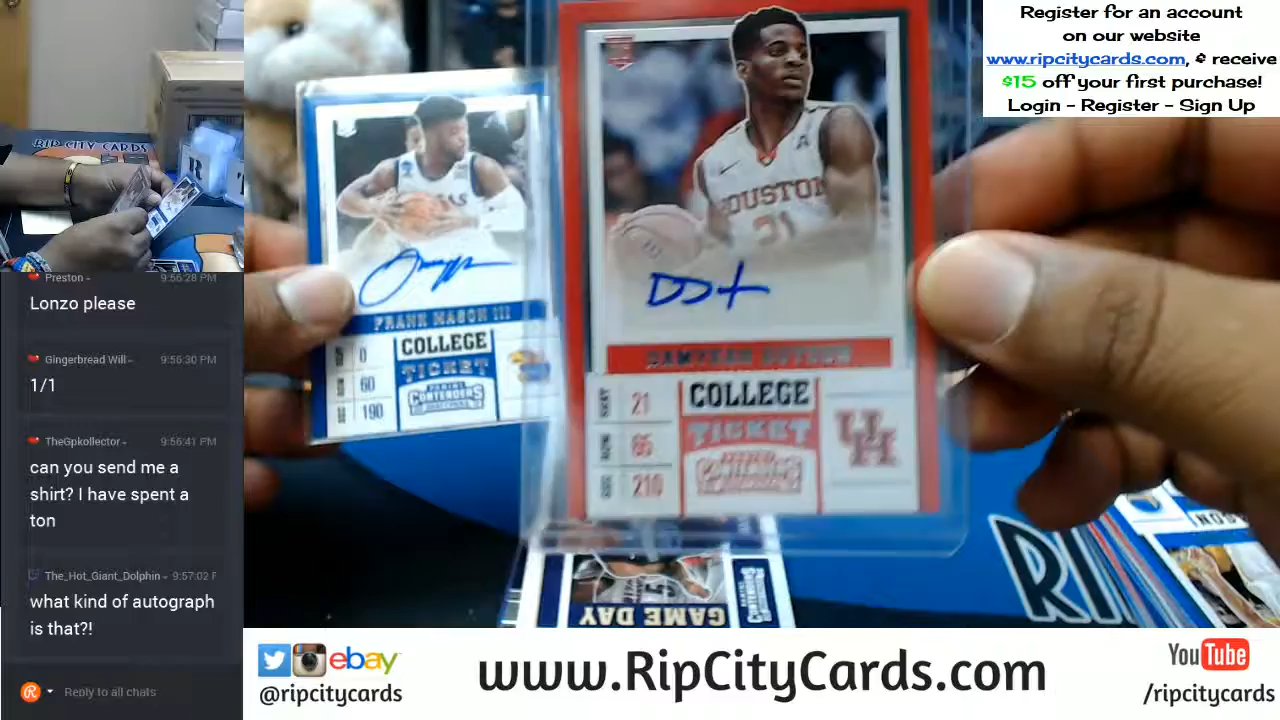 Register for an account
on our website
www.ripcitycards.com, & receive
$15 off your first purchase!
Login - Register - Sign Up
RIP CITY CARDS
Preston
9:56:28 PM
Lonzo please
Gingerbread Will
9:56:30 PM
1/1
TheGpkollector
9:56:41 PM
can you send me a
shirt? I have spent a
ton
The_Hot_Giant_Dolphin
9:57:02 P
what kind of autograph
is that?!
Reply to all chats
FRANK MASON III
COLLEGE
TICKET
PANINI
CONTENDERS
0
60
190
HOUSTON
21
COLLEGE
TICKET
CONTENDERS
21
65
210
UH
GAME DAY
RI
ebay
@ripcitycards
www.RipCityCards.com
YouTube
/ripcitycards